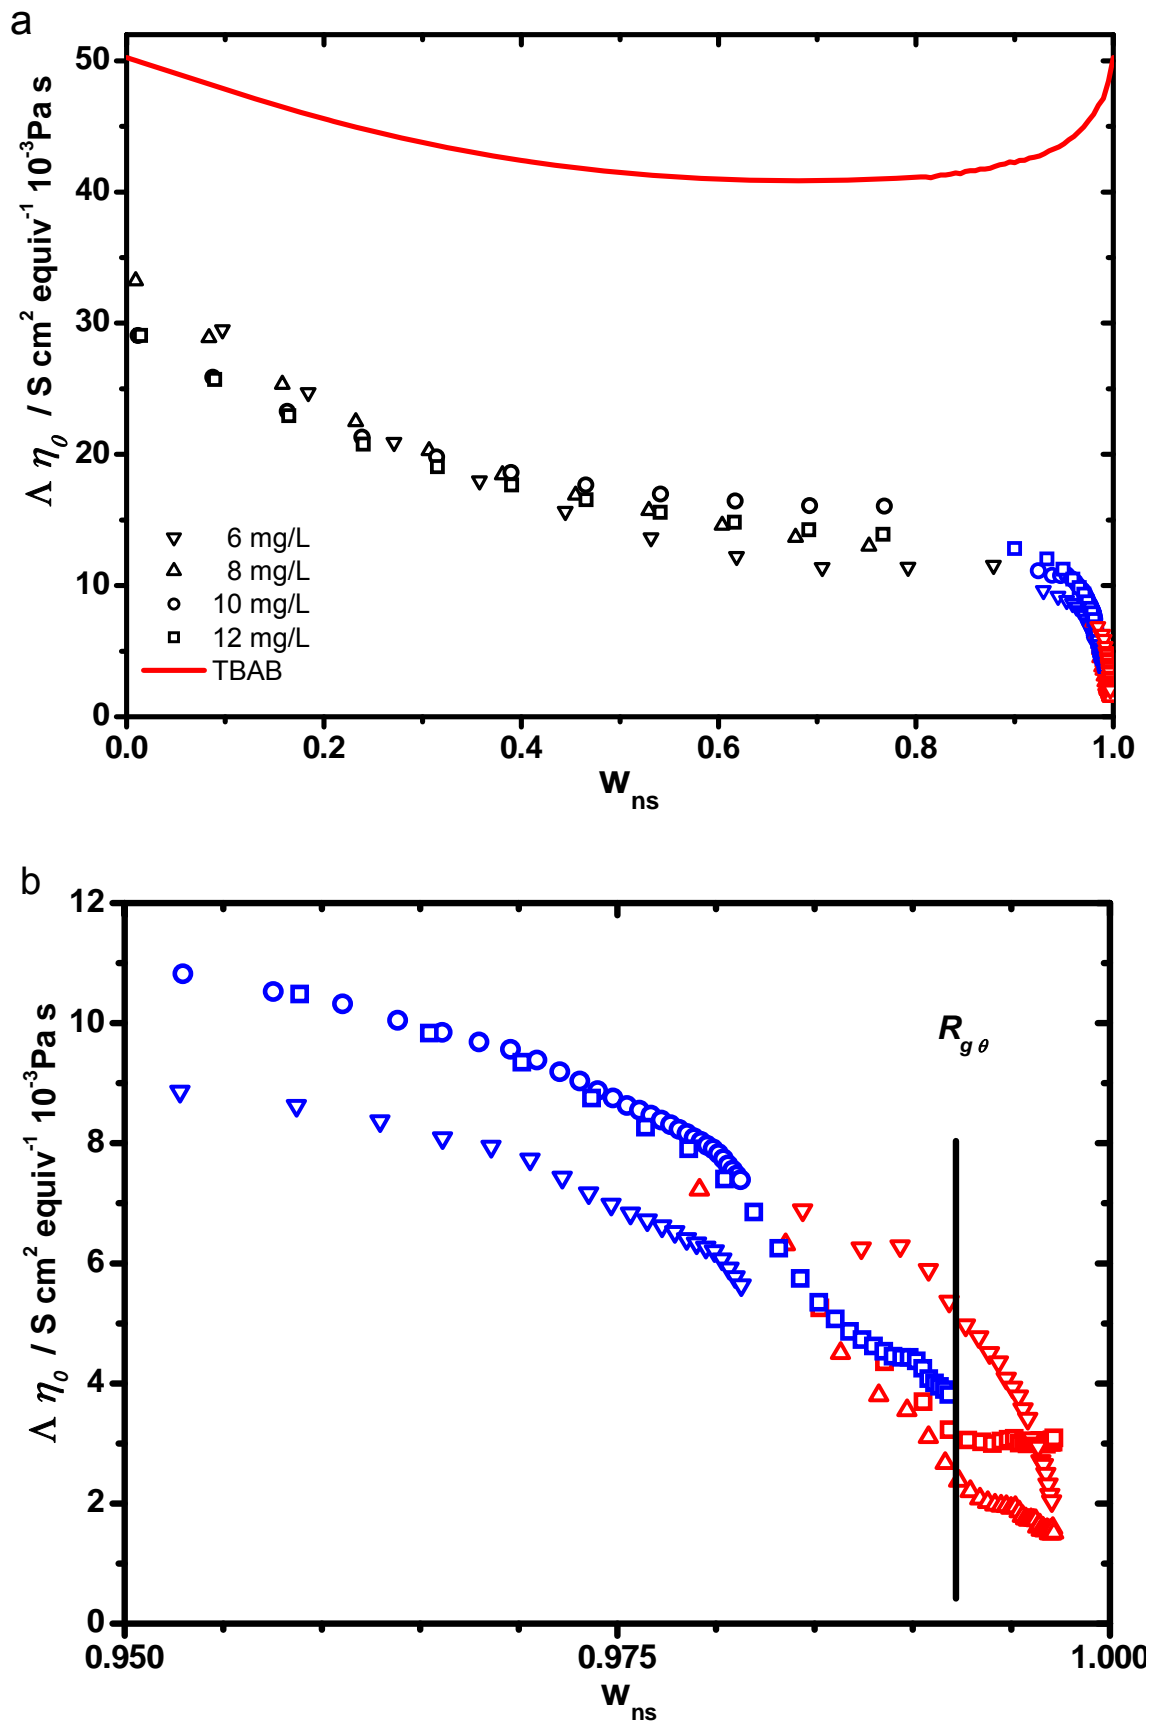 a
Λ η0 / S cm² equiv⁻¹ 10⁻³Pa s
50
40
30
20
10
0
6 mg/L
8 mg/L
10 mg/L
12 mg/L
TBAB
0.0 0.2 0.4 0.6 0.8 1.0
wns
b
Λ η0 / S cm² equiv⁻¹ 10⁻³Pa s
12
10
8
6
4
2
0
Rg θ
0.950 0.975 1.000
wns